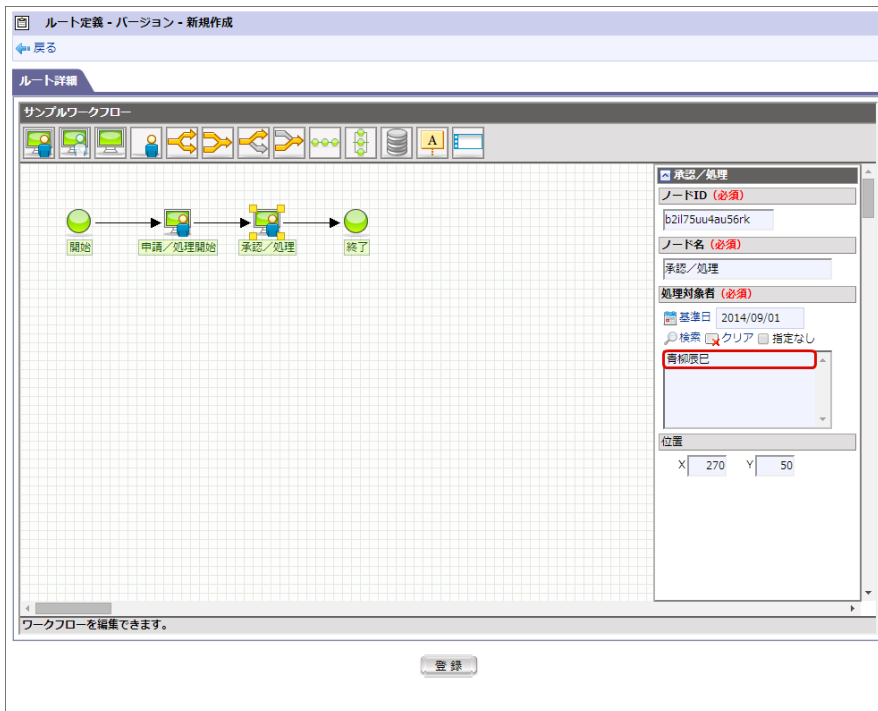 ルート定義 - バージョン - 新規作成
戻る
ルート詳細
サンプルワークフロー
A
開始
申請／処理開始
承認／処理
終了
承認／処理
ノードID（必須）
b2il75uu4au56rk
ノード名（必須）
承認／処理
処理対象者（必須）
基準日 2014/09/01
検索 クリア 指定なし
青柳辰巳
位置
X 270 Y 50
ワークフローを編集できます。
登録